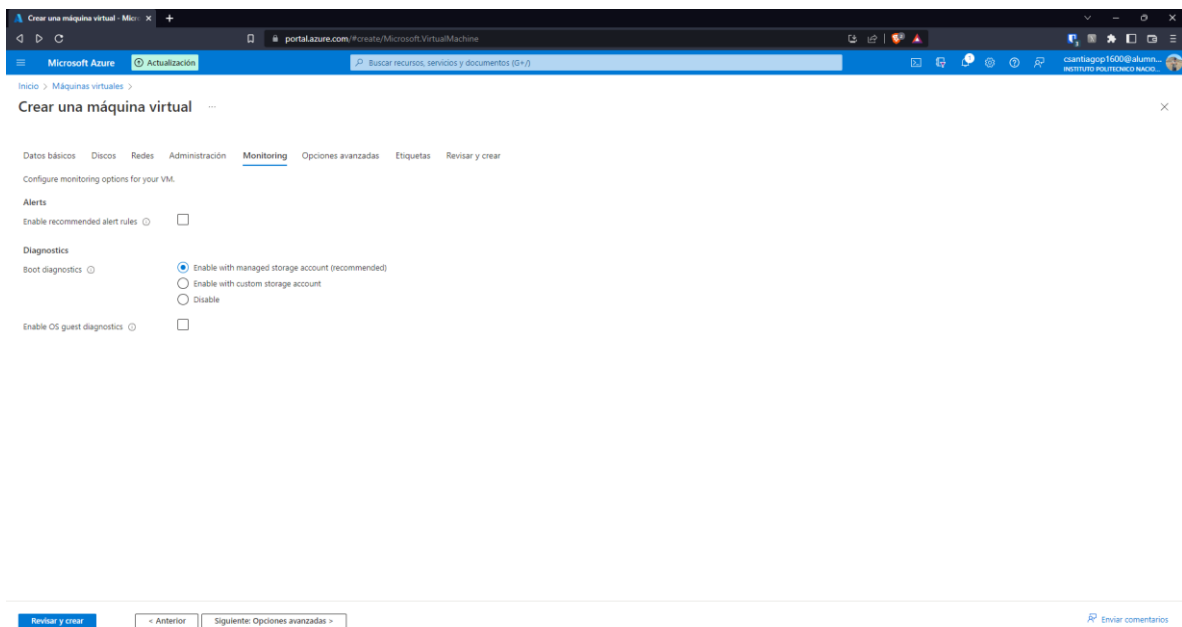 Crear una máquina virtual - Micr
portal.azure.com/#create/Microsoft.VirtualMachine
Microsoft Azure Actualización Buscar recursos, servicios y documentos (G+/) 1 csantiagop1600@alumn...
INSTITUTO POLITECNICO NACIO...
Inicio > Máquinas virtuales >
Crear una máquina virtual ...
Datos básicos Discos Redes Administración Monitoring Opciones avanzadas Etiquetas Revisar y crear
Configure monitoring options for your VM.
Alerts
Enable recommended alert rules
Diagnostics
Boot diagnostics Enable with managed storage account (recommended)
Enable with custom storage account
Disable
Enable OS guest diagnostics
Revisar y crear < Anterior Siguiente: Opciones avanzadas > Enviar comentarios